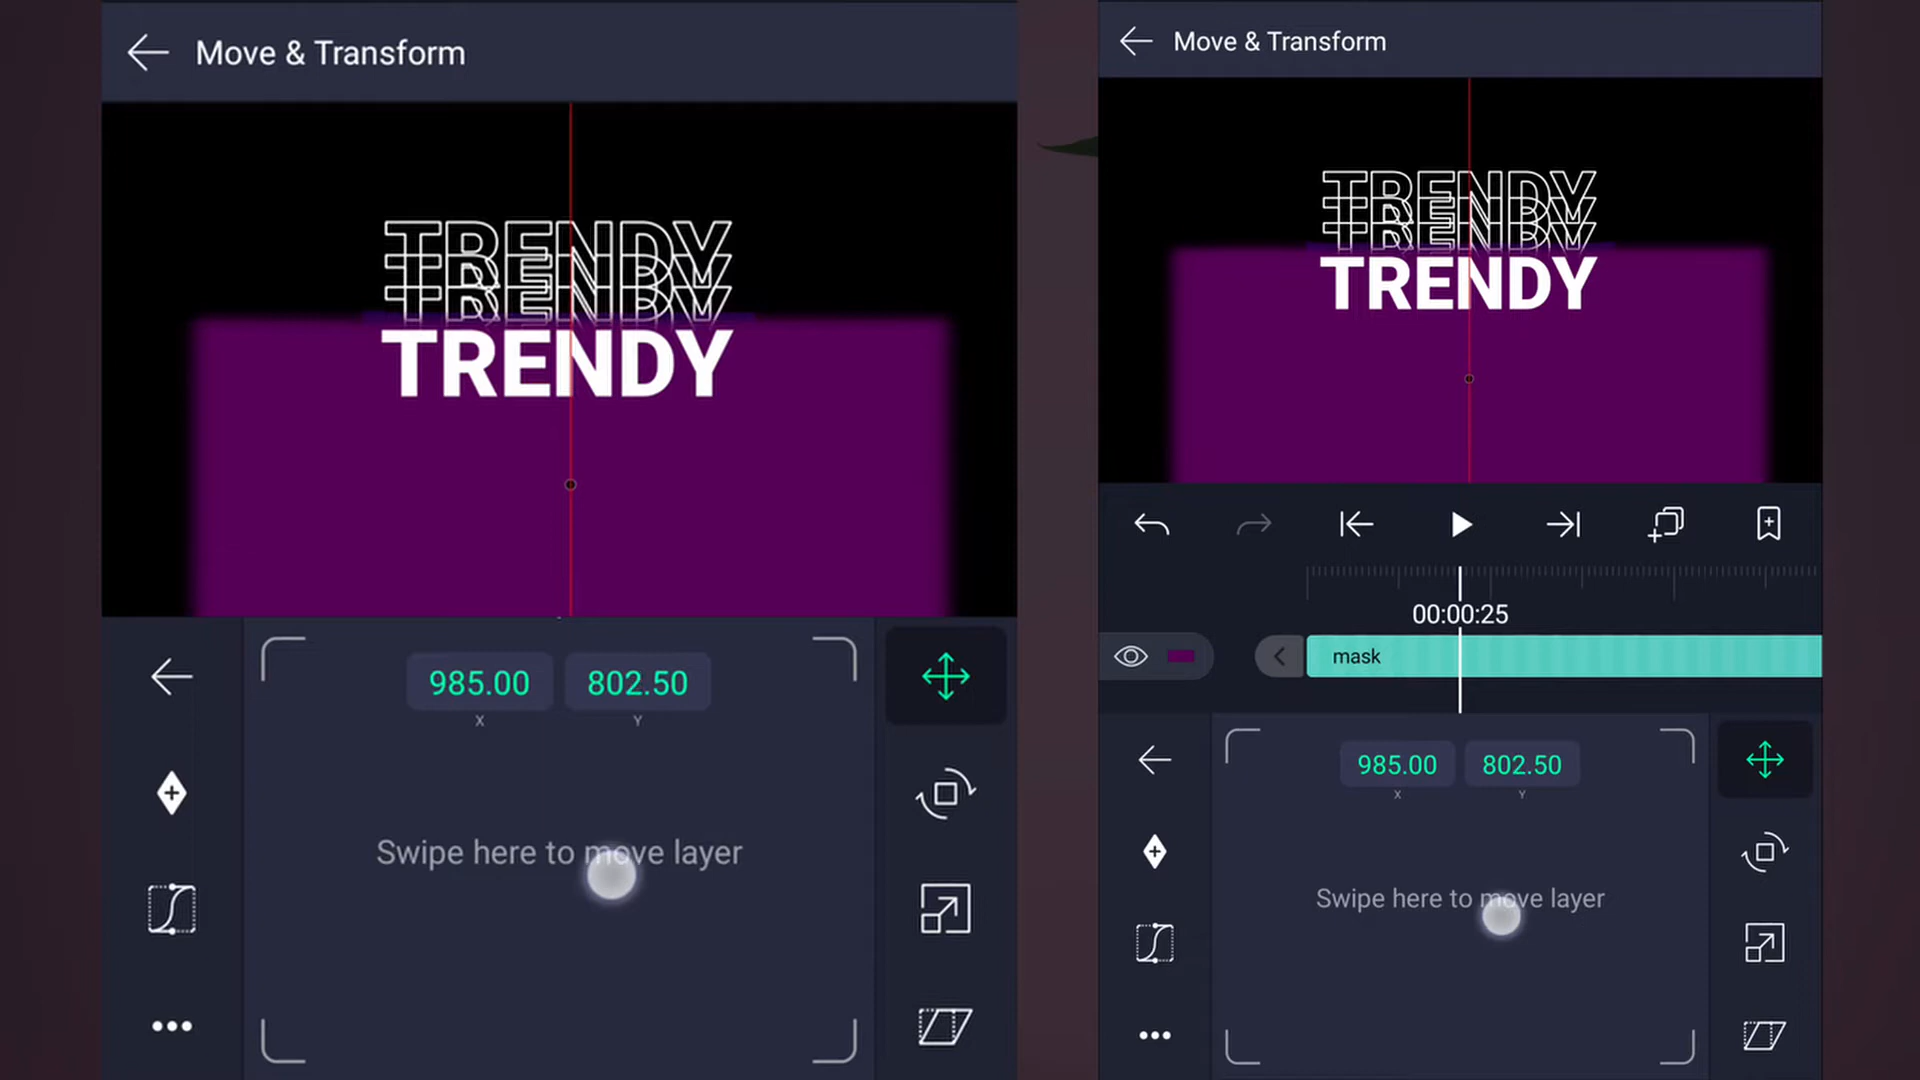 Move & Transform
TRENDY
TRENDY
TRENDY
TRENDY
985.00 802.50
X Y
Swipe here to move layer
Move & Transform
TRENDY
TRENDY
TRENDY
TRENDY
00:00:25
mask
985.00 802.50
X Y
Swipe here to move layer